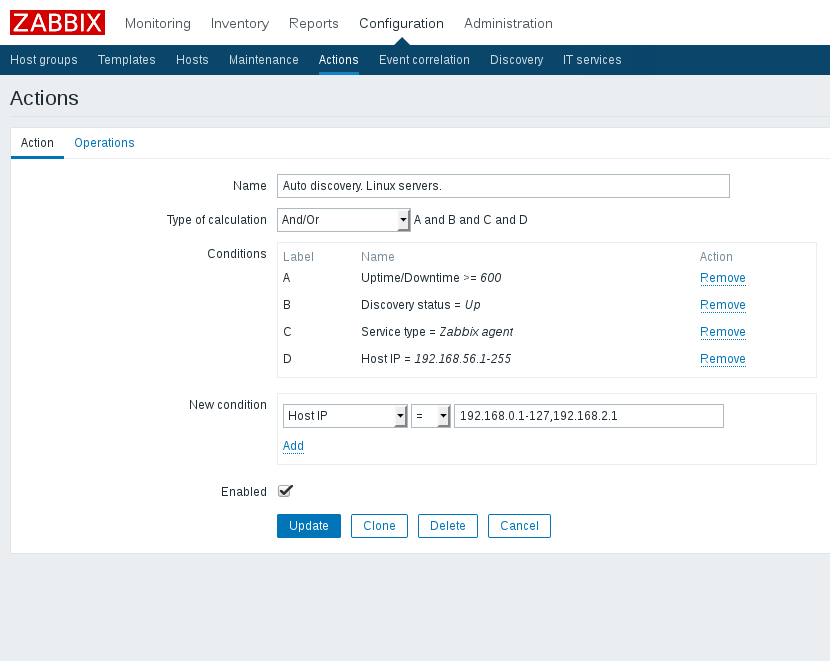 ZABBIX Monitoring Inventory Reports Configuration Administration
Host groups Templates Hosts Maintenance Actions Event correlation Discovery IT services
Actions
Action Operations
Name Auto discovery. Linux servers.
Type of calculation And/Or A and B and C and D
Conditions Label Name Action
A Uptime/Downtime >= 600 Remove
B Discovery status = Up Remove
C Service type = Zabbix agent Remove
D Host IP = 192.168.56.1-255 Remove
New condition Host IP = 192.168.0.1-127,192.168.2.1
Add
Enabled
Update Clone Delete Cancel